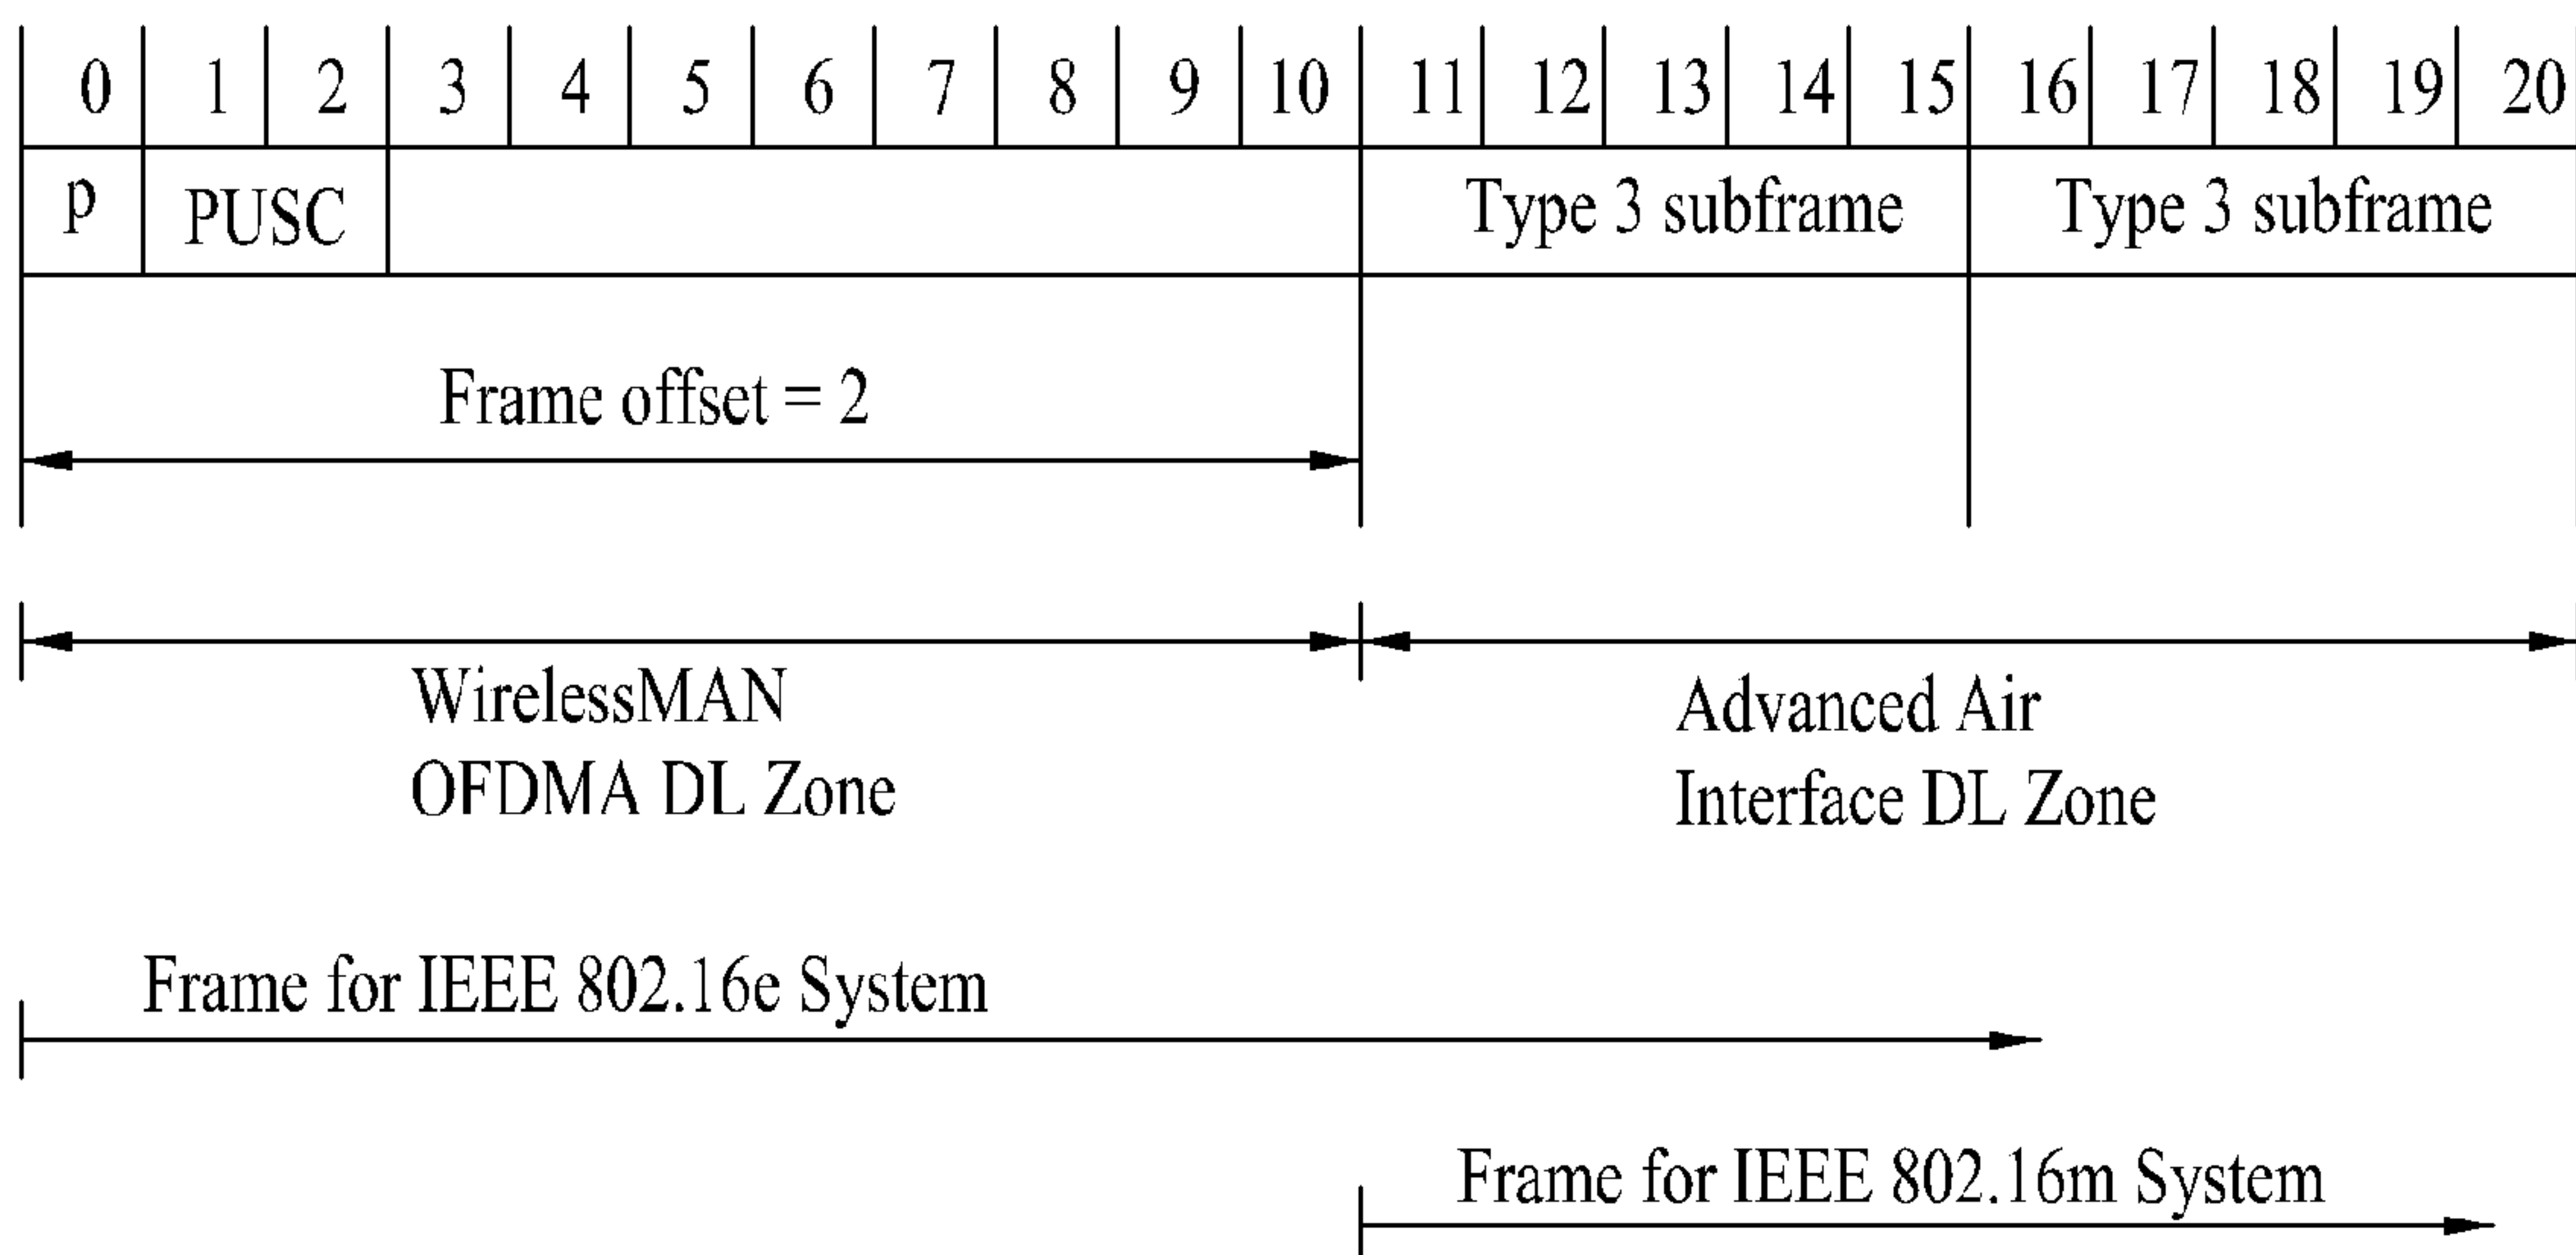 0 1 2 3 4 5 6 7 8 9 10 11 12 13 14 15 16 17 18 19 20
p PUSC Type 3 subframe Type 3 subframe
Frame offset = 2
WirelessMAN
OFDMA DL Zone
Advanced Air
Interface DL Zone
Frame for IEEE 802.16e System
Frame for IEEE 802.16m System